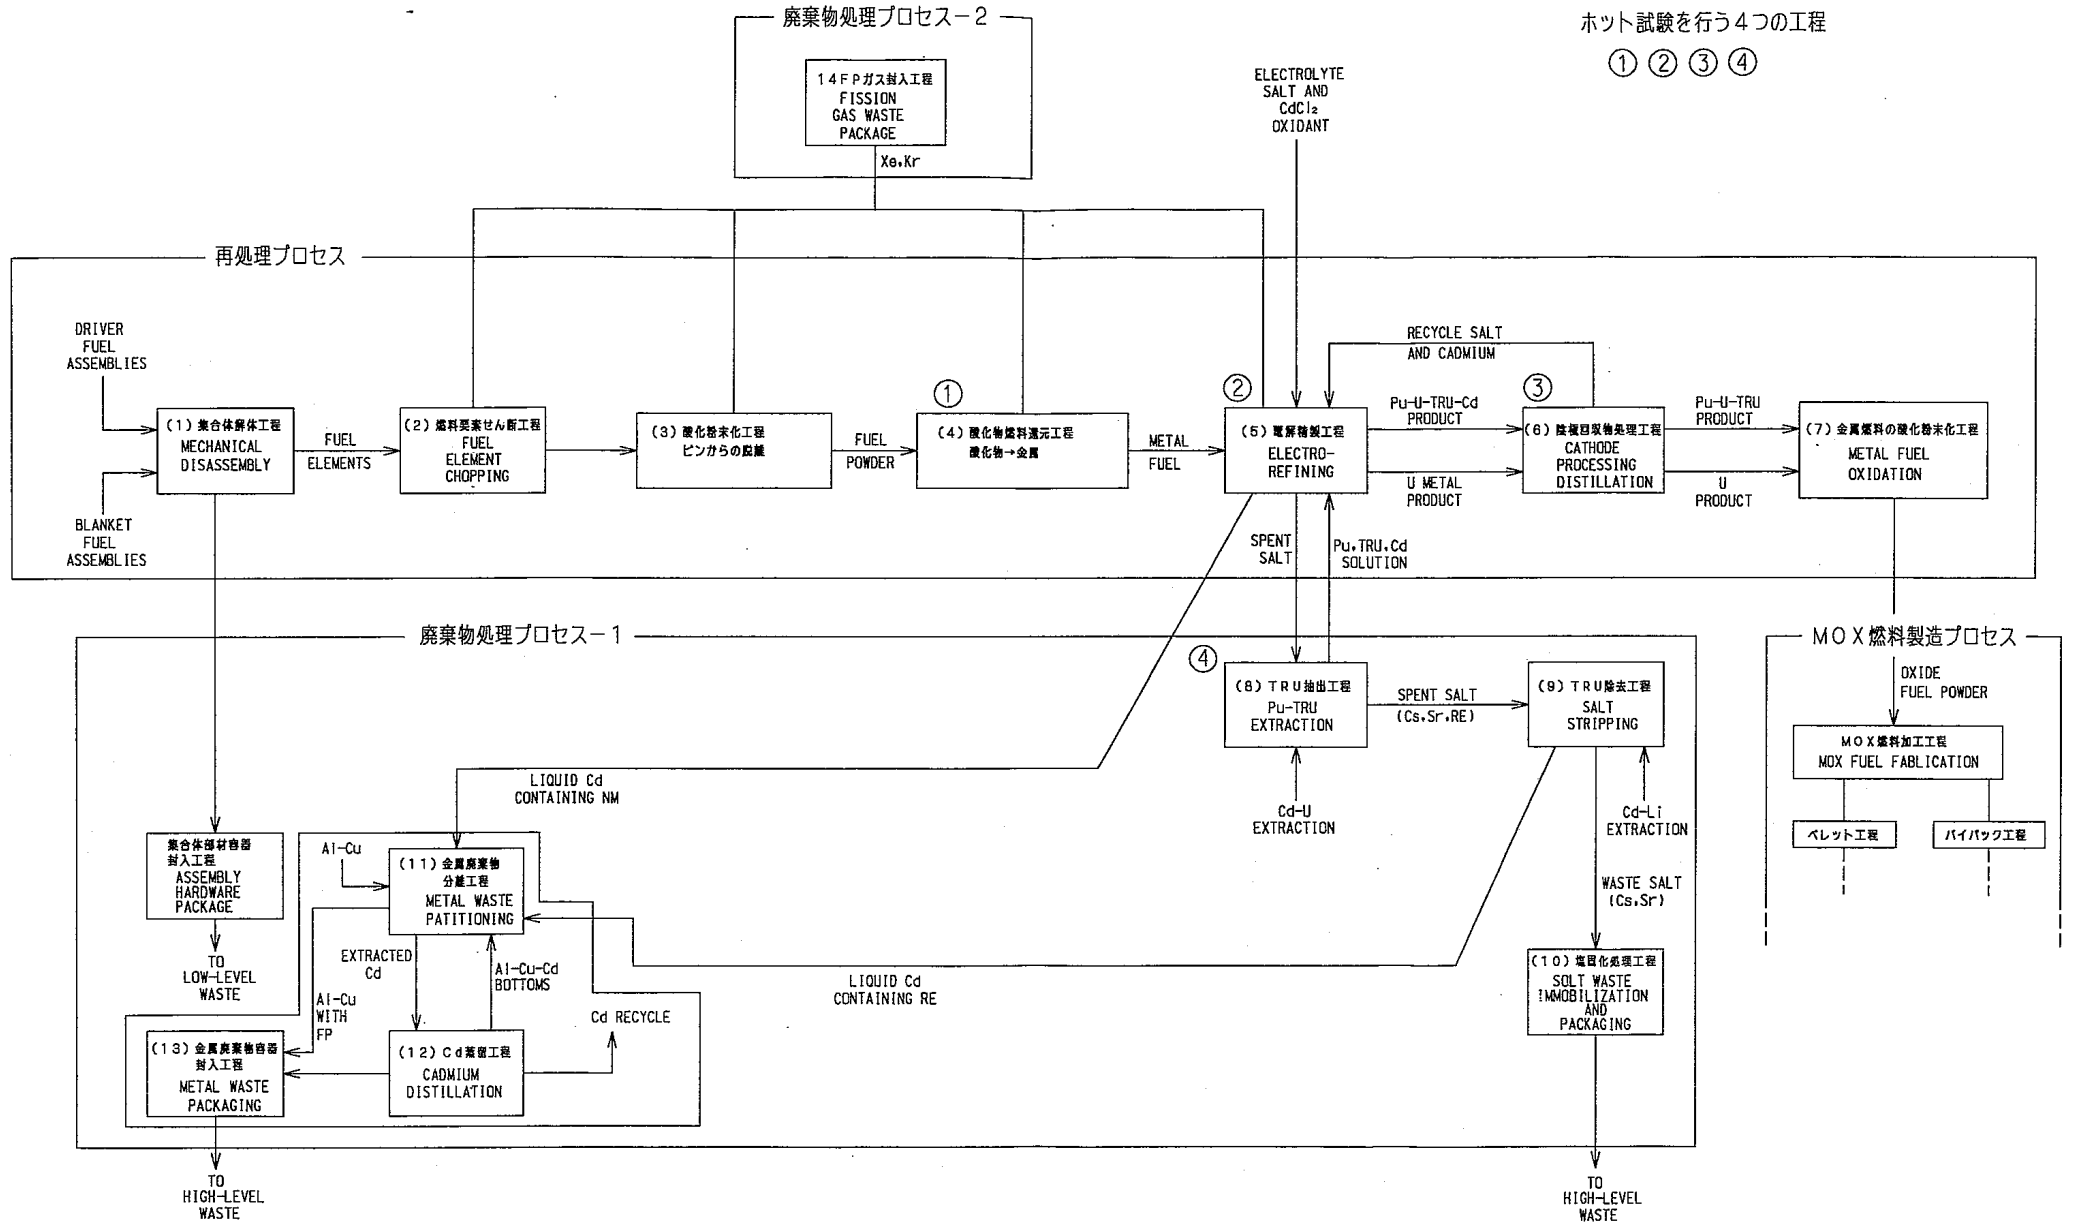 廃棄物処理プロセス－2
ホット試験を行う4つの工程
① ② ③ ④
14FPガス封入工程
FISSION
GAS WASTE
PACKAGE
Xe.Kr
ELECTROLYTE
SALT AND
CdCl₂
OXIDANT
再処理プロセス
DRIVER
FUEL
ASSEMBLIES
BLANKET
FUEL
ASSEMBLIES
(1)集合体解体工程
MECHANICAL
DISASSEMBLY
FUEL
ELEMENTS
(2)燃料要素せん断工程
FUEL
ELEMENT
CHOPPING
(3)酸化粉末化工程
ピンからの脱離
FUEL
POWDER
①
(4)酸化物燃料還元工程
酸化物→金属
METAL
FUEL
②
(5)電解精製工程
ELECTRO-
REFINING
RECYCLE SALT
AND CADMIUM
Pu-U-TRU-Cd
PRODUCT
U METAL
PRODUCT
③
(6)陰極回収物処理工程
CATHODE
PROCESSING
DISTILLATION
Pu-U-TRU
PRODUCT
U
PRODUCT
(7)金属燃料の酸化粉末化工程
METAL FUEL
OXIDATION
SPENT
SALT
Pu.TRU.Cd
SOLUTION
廃棄物処理プロセス－1
④
(8)TRU抽出工程
Pu-TRU
EXTRACTION
SPENT SALT
(Cs.Sr.RE)
(9)TRU除去工程
SALT
STRIPPING
Cd-U
EXTRACTION
Cd-Li
EXTRACTION
WASTE SALT
(Cs.Sr)
(10)塩固化処理工程
SOLT WASTE
IMMOBILIZATION
AND
PACKAGING
TO
HIGH-LEVEL
WASTE
LIQUID Cd
CONTAINING NM
LIQUID Cd
CONTAINING RE
集合体部材容器
封入工程
ASSEMBLY
HARDWARE
PACKAGE
TO
LOW-LEVEL
WASTE
Al-Cu
(11)金属廃棄物
分離工程
METAL WASTE
PATITIONING
EXTRACTED
Cd
Al-Cu-Cd
BOTTOMS
Al-Cu
WITH
FP
Cd RECYCLE
(12)Cd蒸留工程
CADMIUM
DISTILLATION
(13)金属廃棄物容器
封入工程
METAL WASTE
PACKAGING
TO
HIGH-LEVEL
WASTE
MOX燃料製造プロセス
OXIDE
FUEL POWDER
MOX燃料加工工程
MOX FUEL FABLICATION
ペレット工程
バイパック工程